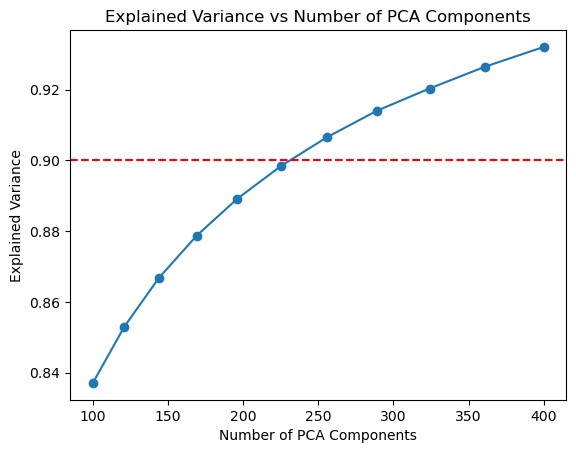 Explained Variance vs Number of PCA Components
0.92
0.90
0.88
0.86
0.84
Explained Variance
100 150 200 250 300 350 400
Number of PCA Components